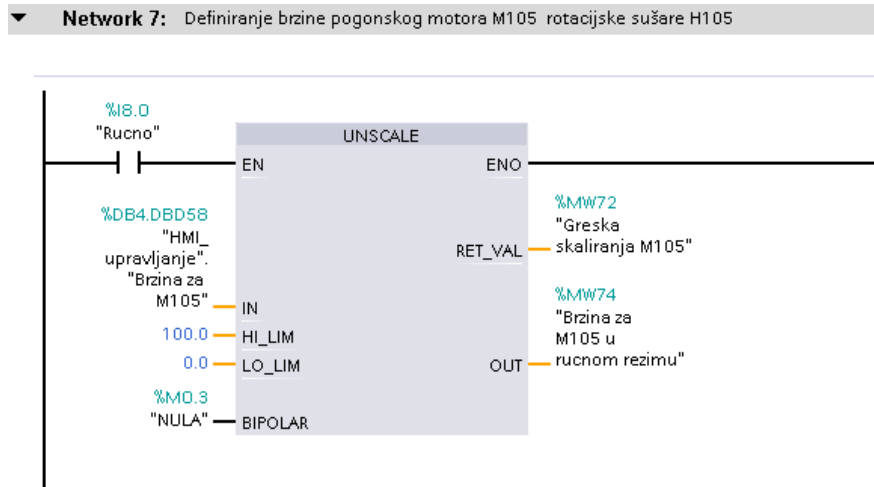 Network 7: Definiranje brzine pogonskog motora M105 rotacijske sušare H105
%I8.0
"Rucno"
UNSCALE
EN
ENO
%DB4.DBD58
"HMI_
upravljanje".
"Brzina za
M105"
IN
%MW72
"Greska
skaliranja M105"
RET_VAL
%MW74
"Brzina za
M105 u
rucnom rezimu"
OUT
100.0
HI_LIM
0.0
LO_LIM
%M0.3
"NULA"
BIPOLAR